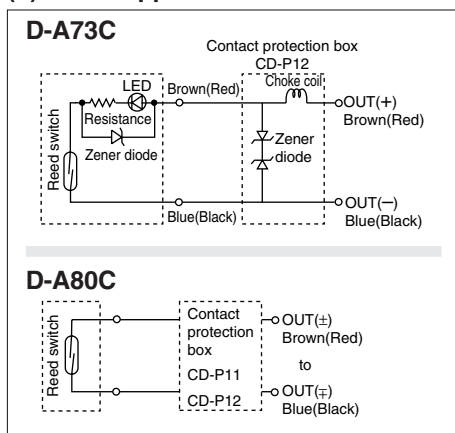 D-A73C
Contact protection box
CD-P12
Choke coil
LED
Brown(Red)
OUT(+)
Brown(Red)
Resistance
Zener diode
Zener
diode
Reed switch
Blue(Black)
OUT(−)
Blue(Black)
D-A80C
Reed switch
Contact
protection
box
CD-P11
CD-P12
OUT(±)
Brown(Red)
to
OUT(∓)
Blue(Black)